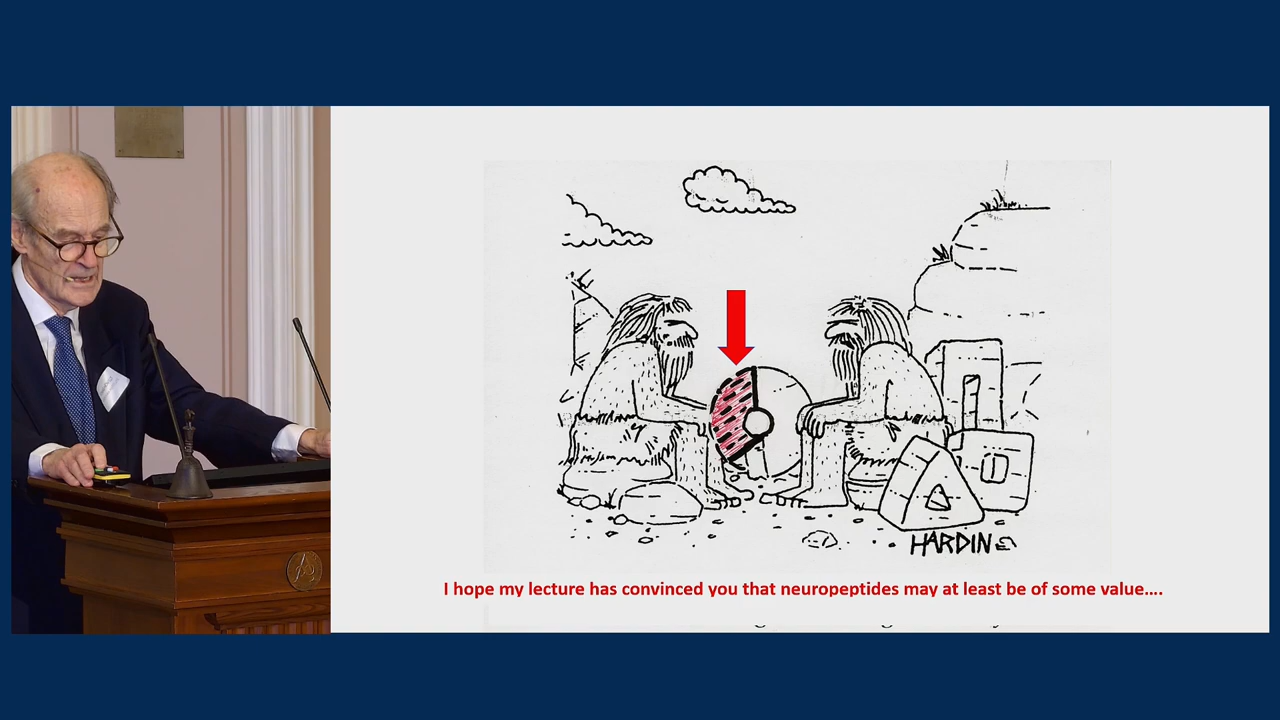 HARDIN
I hope my lecture has convinced you that neuropeptides may at least be of some value….